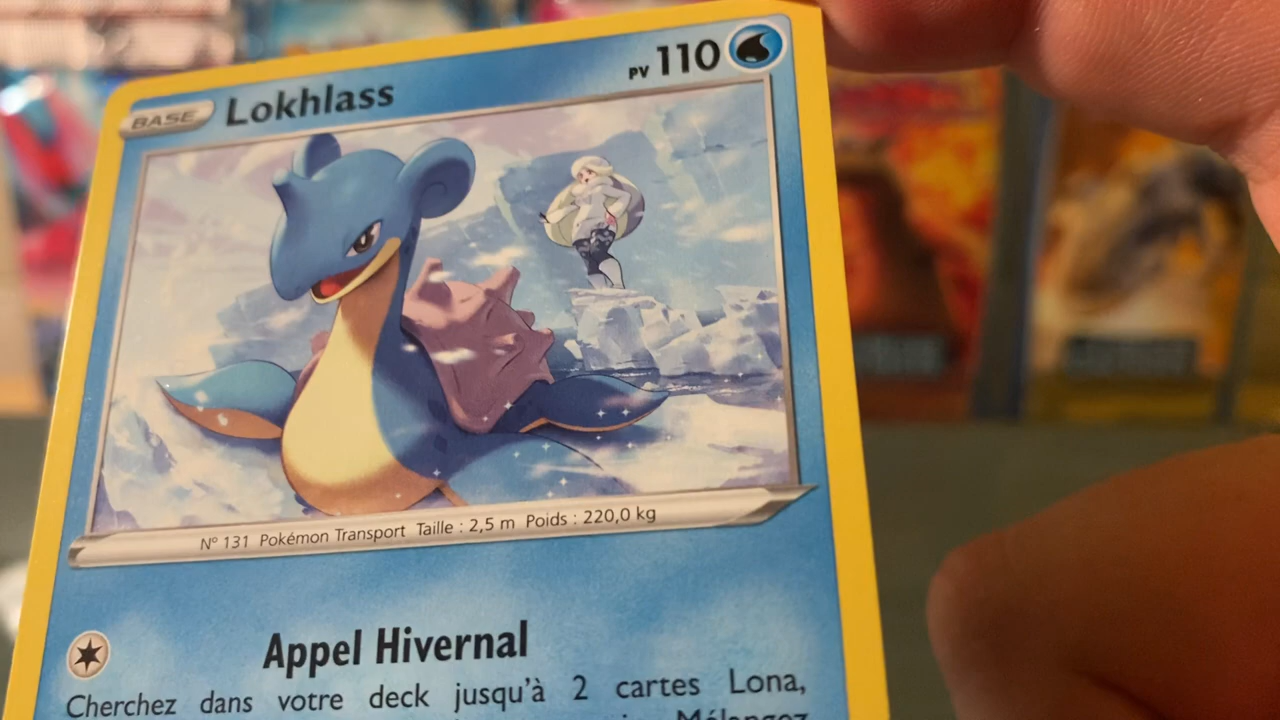 BASE Lokhlass PV 110
N° 131 Pokémon Transport Taille : 2,5 m Poids : 220,0 kg
Appel Hivernal
Cherchez dans votre deck jusqu'à 2 cartes Lona,
Mélangez